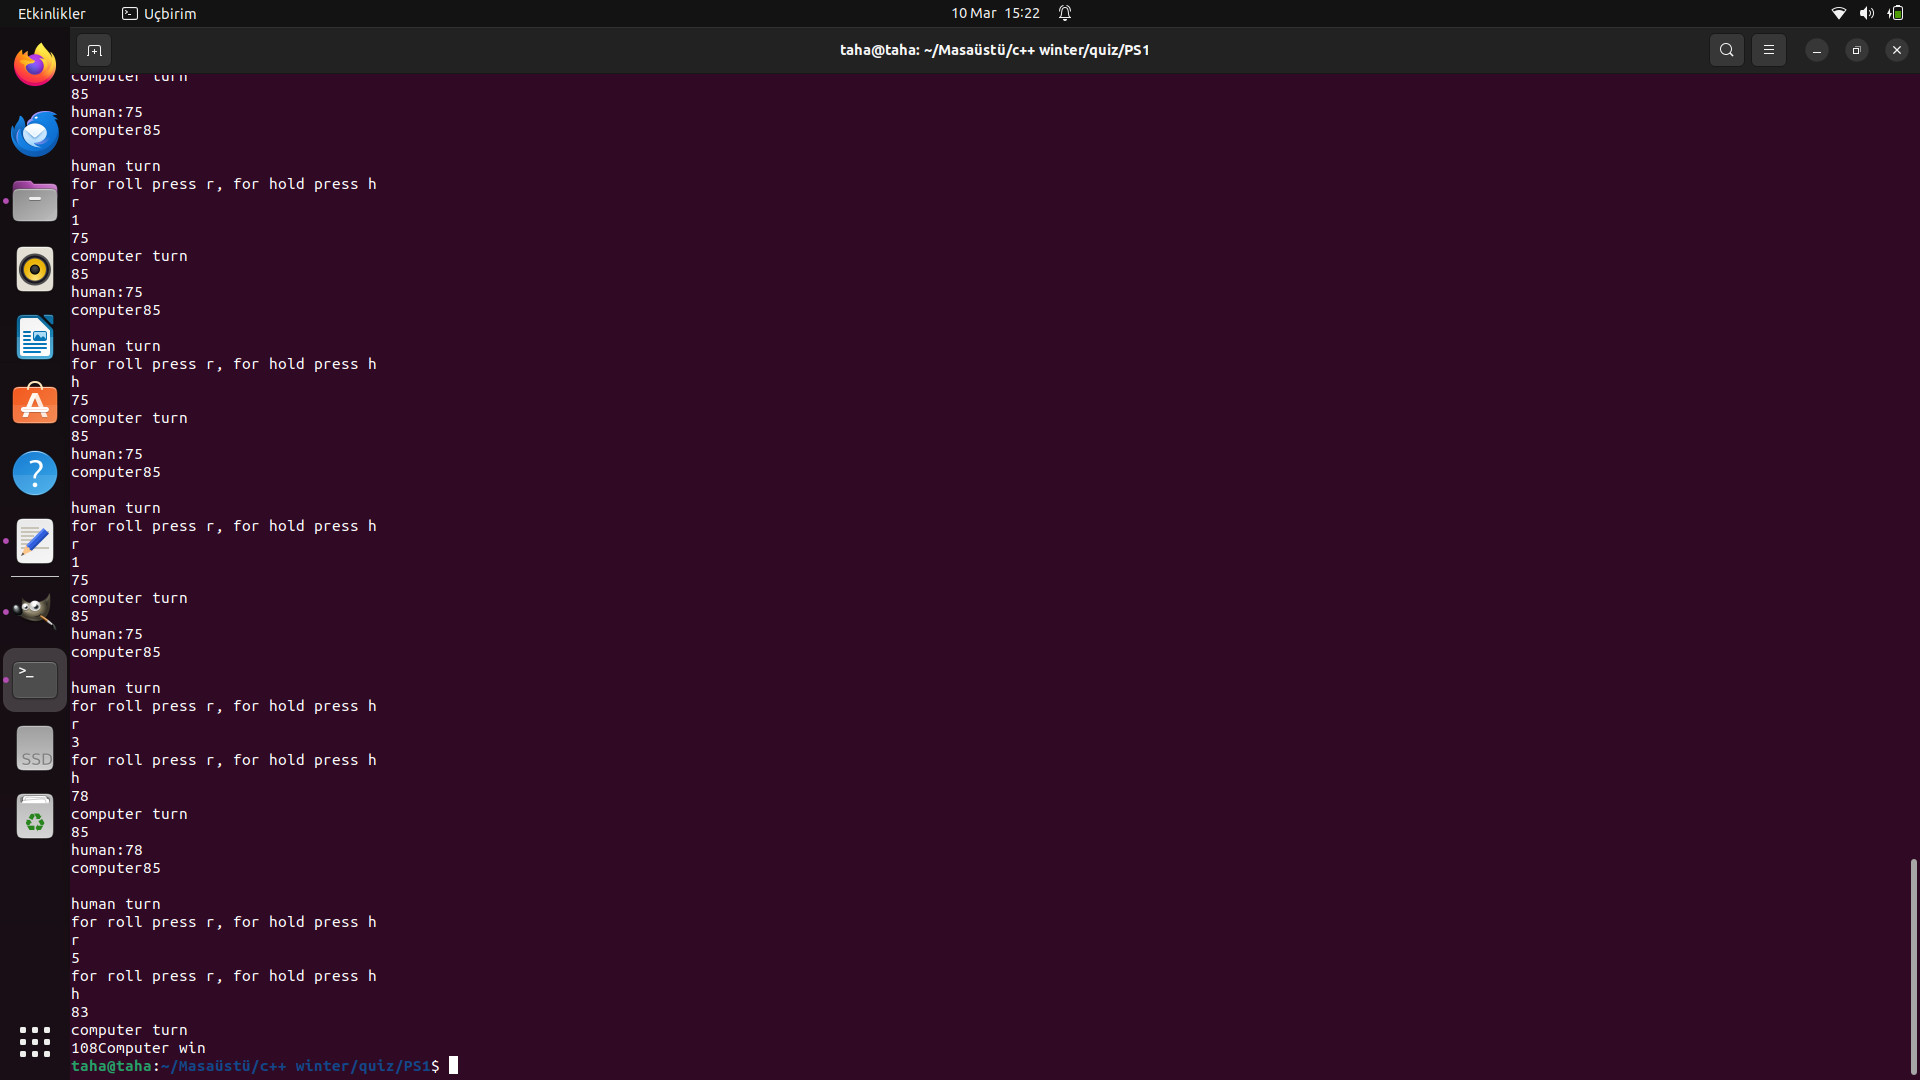 Etkinlikler
Uçbirim
10 Mar 15:22
taha@taha: ~/Masaüstü/c++ winter/quiz/PS1
computer turn
85
human:75
computer85
human turn
for roll press r, for hold press h
r
1
75
computer turn
85
human:75
computer85
human turn
for roll press r, for hold press h
h
75
computer turn
85
human:75
computer85
human turn
for roll press r, for hold press h
r
1
75
computer turn
85
human:75
computer85
human turn
for roll press r, for hold press h
r
3
for roll press r, for hold press h
h
78
computer turn
85
human:78
computer85
human turn
for roll press r, for hold press h
r
5
for roll press r, for hold press h
h
83
computer turn
108Computer win
taha@taha:~/Masaüstü/c++ winter/quiz/PS1$
SSD